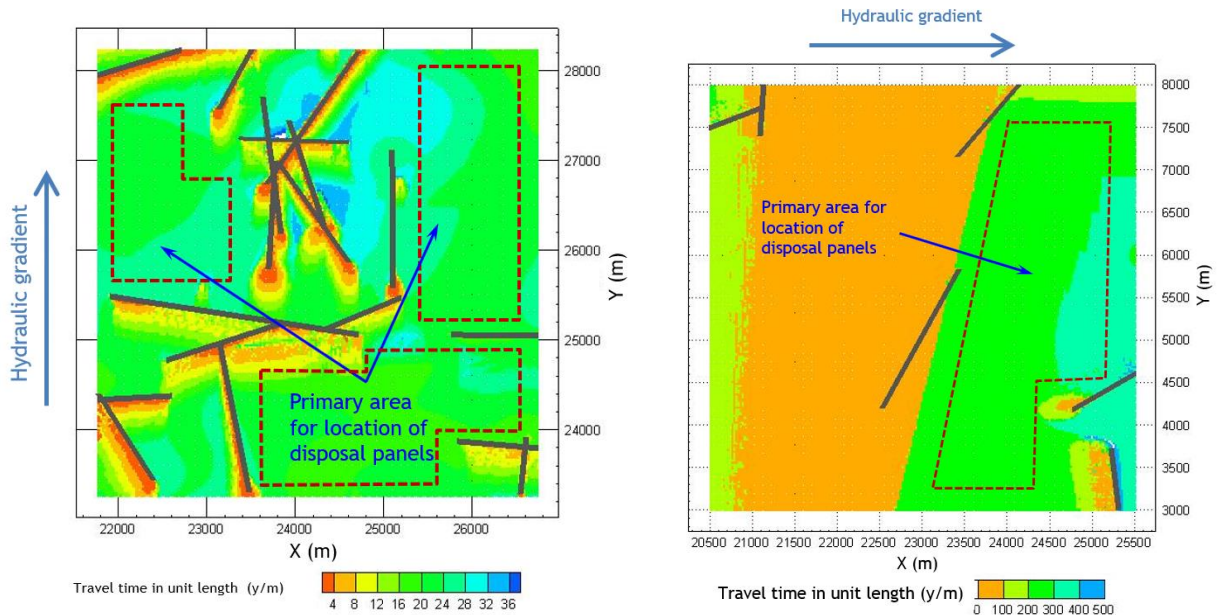 Hydraulic gradient
28000
27000
26000
25000
24000
Y (m)
Primary area
for location of
disposal panels
22000 23000 24000 25000 26000
X (m)
Travel time in unit length (y/m)
4 8 12 16 20 24 28 32 36
Hydraulic gradient
8000
7500
7000
6500
6000
5500
5000
4500
4000
3500
3000
Y (m)
Primary area for
location of
disposal panels
20500 21000 21500 22000 22500 23000 23500 24000 24500 25000 25500
X (m)
Travel time in unit length (y/m)
0 100 200 300 400 500